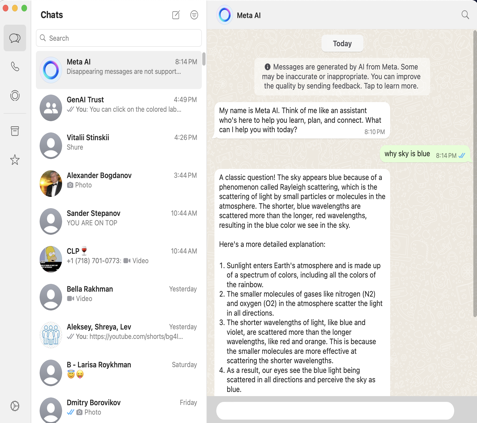 Chats
Search
Meta AI
8:14 PM
Disappearing messages are not support...
GenAI Trust
4:49 PM
You: You can click on the colored lab...
Vitalii Stinskii
4:26 PM
Shure
Alexander Bogdanov
3:44 PM
Photo
Sander Stepanov
10:44 AM
YOU ARE ON TOP
CLP🍷
10:44 AM
+1 (718) 701-0773: Video
Bella Rakhman
Yesterday
Video
Aleksey, Shreya, Lev
Yesterday
You: https://youtube.com/shorts/bg4l...
B - Larisa Roykman
Saturday
Dmitry Borovikov
Friday
Photo
Meta AI
Today
Messages are generated by AI from Meta. Some
may be inaccurate or inappropriate. You can improve
the quality by sending feedback. Tap to learn more.
My name is Meta AI. Think of me like an assistant
who's here to help you learn, plan, and connect. What
can I help you with today?
8:10 PM
why sky is blue
8:14 PM
A classic question! The sky appears blue because of a
phenomenon called Rayleigh scattering, which is the
scattering of light by small particles or molecules in the
atmosphere. The shorter, blue wavelengths are
scattered more than the longer, red wavelengths,
resulting in the blue color we see in the sky.
Here's a more detailed explanation:
1. Sunlight enters Earth's atmosphere and is made up
of a spectrum of colors, including all the colors of
the rainbow.
2. The smaller molecules of gases like nitrogen (N2)
and oxygen (O2) in the atmosphere scatter the light
in all directions.
3. The shorter wavelengths of light, like blue and
violet, are scattered more than the longer
wavelengths, like red and orange. This is because
the smaller molecules are more effective at
scattering the shorter wavelengths.
4. As a result, our eyes see the blue light being
scattered in all directions and perceive the sky as
blue.